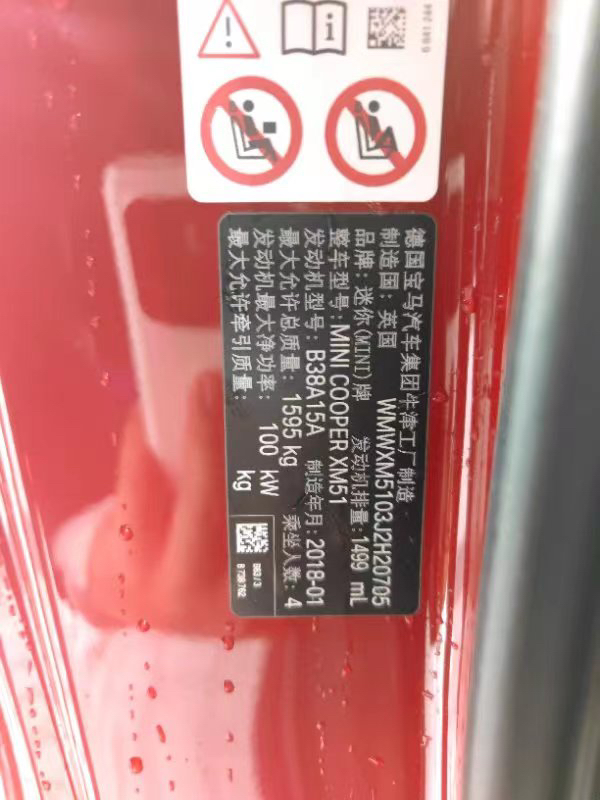 德国宝马汽车集团牛津工厂制造
制造国：英国 WMWXM5103J2H20705
品牌：迷你(MINI)牌 发动机排量：1499 mL
整车型号：MINI COOPER XM51
发动机型号：B38A15A 制造年月：2018-01
最大允许总质量：1595 kg 乘坐人数：4
发动机最大净功率：100 kW
最大允许牵引质量： kg
B 738 762